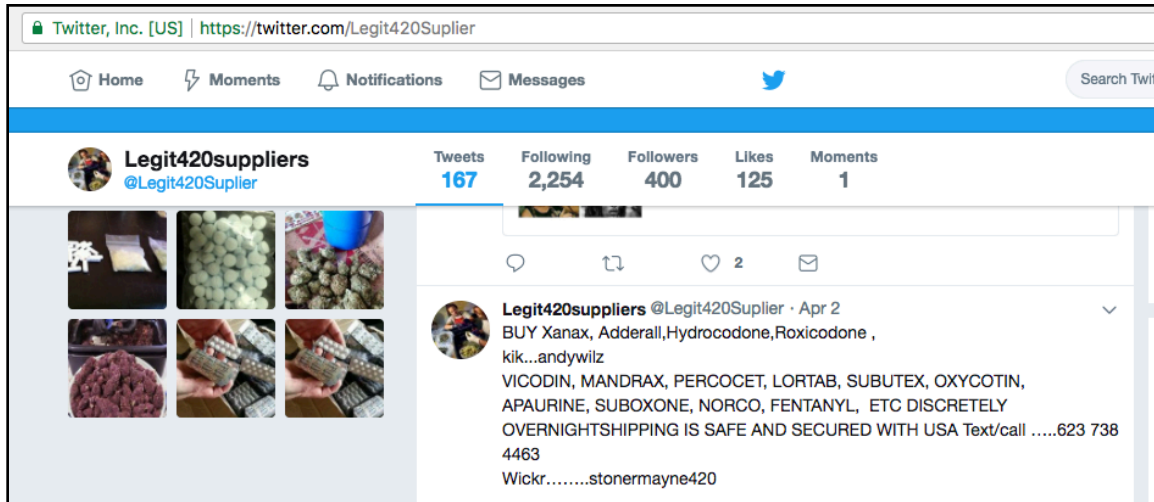 Twitter, Inc. [US] | https://twitter.com/Legit420Suplier
Home Moments Notifications Messages
Legit420suppliers
@Legit420Suplier
Tweets Following Followers Likes Moments
167 2,254 400 125 1
2
Legit420suppliers @Legit420Suplier · Apr 2
BUY Xanax, Adderall,Hydrocodone,Roxicodone ,
kik...andywilz
VICODIN, MANDRAX, PERCOCET, LORTAB, SUBUTEX, OXYCOTIN,
APAURINE, SUBOXONE, NORCO, FENTANYL, ETC DISCRETELY
OVERNIGHTSHIPPING IS SAFE AND SECURED WITH USA Text/call .....623 738
4463
Wickr........stonermayne420